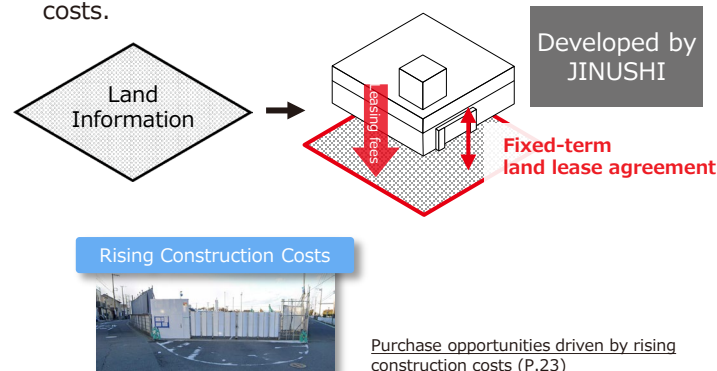 costs.
Developed by
JINUSHI
Land
Information
leasing fees
Fixed-term
land lease agreement
Rising Construction Costs
Purchase opportunities driven by rising
construction costs (P.23)